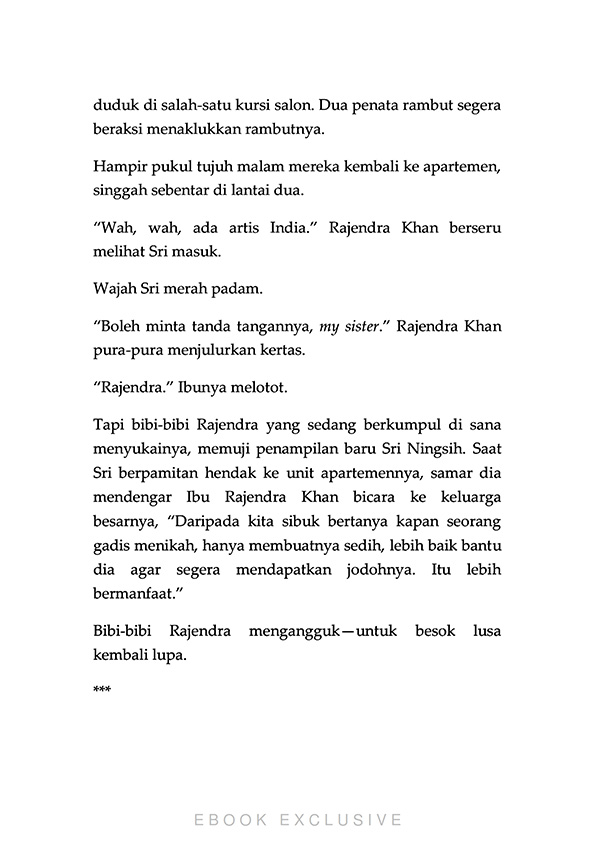 duduk di salah-satu kursi salon. Dua penata rambut segera
beraksi menaklukkan rambutnya.
Hampir pukul tujuh malam mereka kembali ke apartemen,
singgah sebentar di lantai dua.
“Wah, wah, ada artis India.” Rajendra Khan berseru
melihat Sri masuk.
Wajah Sri merah padam.
“Boleh minta tanda tangannya, my sister.” Rajendra Khan
pura-pura menjulurkan kertas.
“Rajendra.” Ibunya melotot.
Tapi bibi-bibi Rajendra yang sedang berkumpul di sana
menyukainya, memuji penampilan baru Sri Ningsih. Saat
Sri berpamitan hendak ke unit apartemennya, samar dia
mendengar Ibu Rajendra Khan bicara ke keluarga
besarnya, “Daripada kita sibuk bertanya kapan seorang
gadis menikah, hanya membuatnya sedih, lebih baik bantu
dia agar segera mendapatkan jodohnya. Itu lebih
bermanfaat.”
Bibi-bibi Rajendra mengangguk—untuk besok lusa
kembali lupa.
***
EBOOK EXCLUSIVE